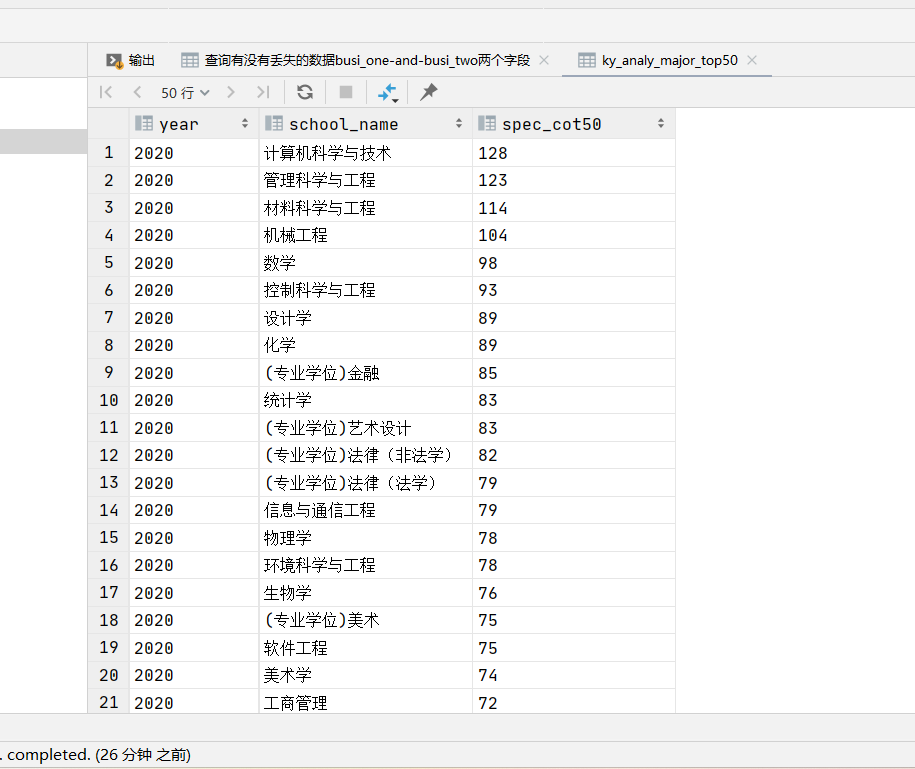 输出 查询有没有丢失的数据busi_one-and-busi_two两个字段 ky_analy_major_top50
50 行
year school_name spec_cot50
1 2020 计算机科学与技术 128
2 2020 管理科学与工程 123
3 2020 材料科学与工程 114
4 2020 机械工程 104
5 2020 数学 98
6 2020 控制科学与工程 93
7 2020 设计学 89
8 2020 化学 89
9 2020 (专业学位)金融 85
10 2020 统计学 83
11 2020 (专业学位)艺术设计 83
12 2020 (专业学位)法律（非法学） 82
13 2020 (专业学位)法律（法学） 79
14 2020 信息与通信工程 79
15 2020 物理学 78
16 2020 环境科学与工程 78
17 2020 生物学 76
18 2020 (专业学位)美术 75
19 2020 软件工程 75
20 2020 美术学 74
21 2020 工商管理 72
. completed. (26 分钟 之前)